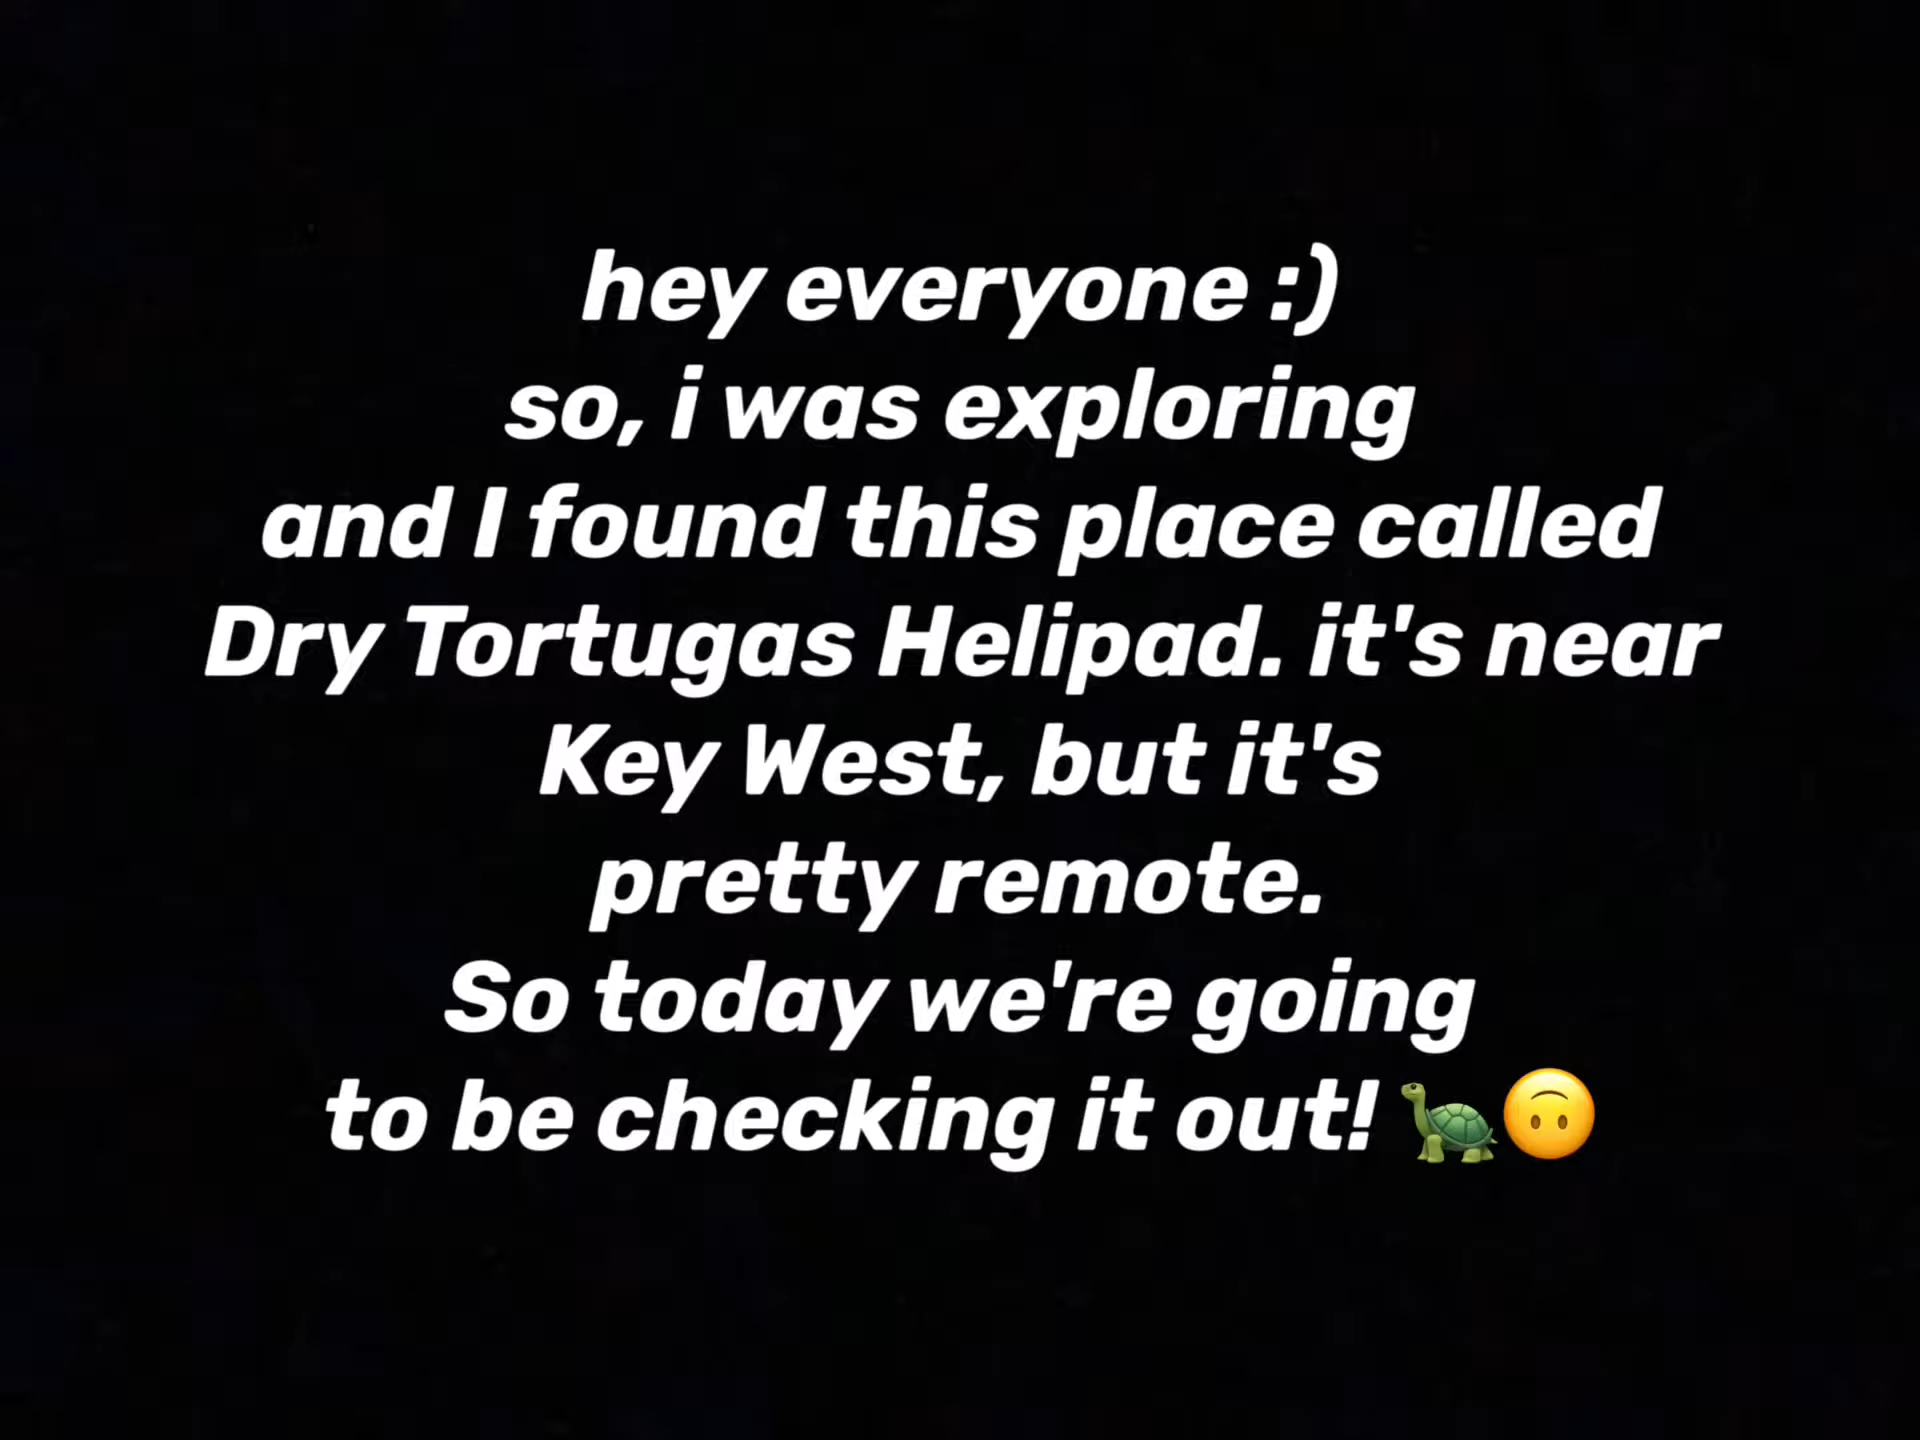 hey everyone :)
so, i was exploring
and I found this place called
Dry Tortugas Helipad. it's near
Key West, but it's
pretty remote.
So today we're going
to be checking it out! 🐢🙃